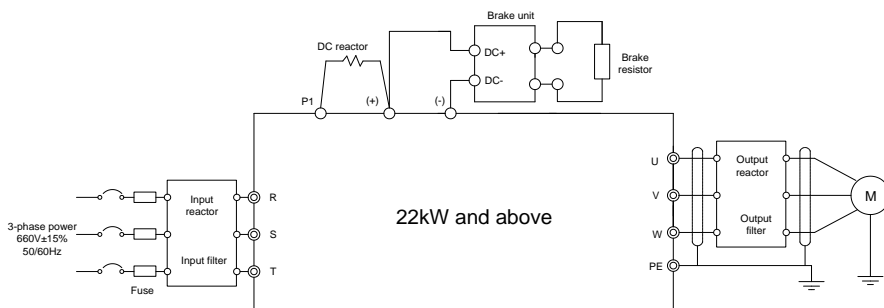 Brake unit
DC reactor
DC+
DC-
Brake
resistor
P1
(+)
(-)
3-phase power
660V±15%
50/60Hz
Fuse
Input
reactor
Input filter
R
S
T
22kW and above
U
V
W
PE
Output
reactor
Output
filter
M